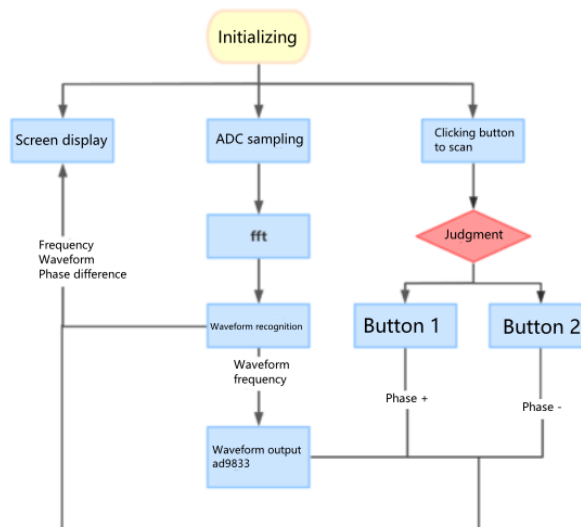 Initializing
Screen display
ADC sampling
Clicking button
to scan
fft
Judgment
Frequency
Waveform
Phase difference
Waveform recognition
Button 1
Button 2
Waveform
frequency
Phase +
Phase -
Waveform output
ad9833